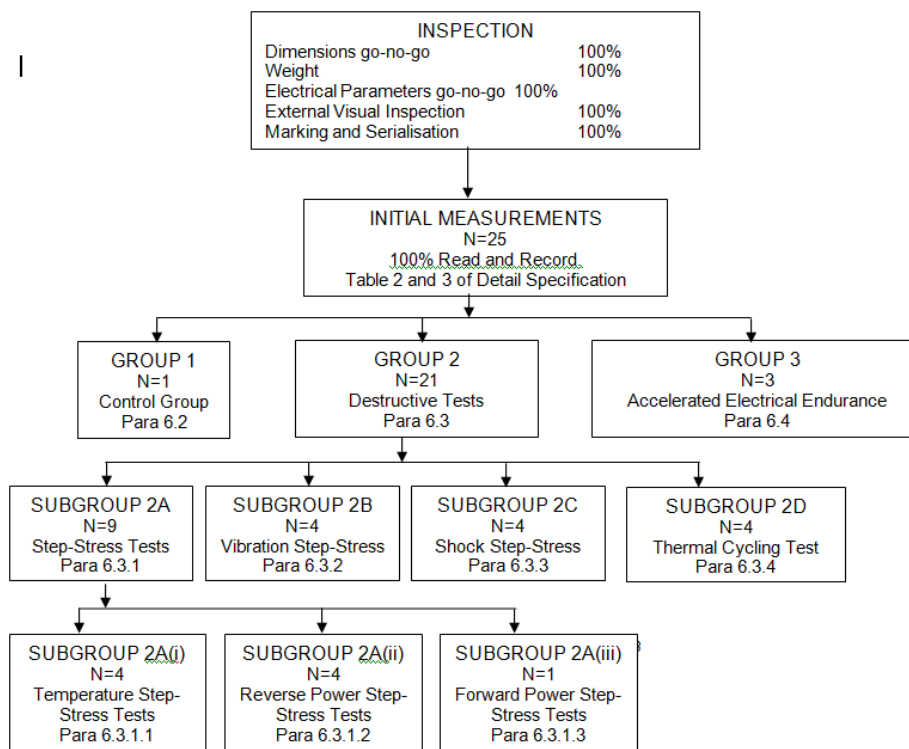 INSPECTION
Dimensions go-no-go 100%
Weight 100%
Electrical Parameters go-no-go 100%
External Visual Inspection 100%
Marking and Serialisation 100%
INITIAL MEASUREMENTS
N=25
100% Read and Record
Table 2 and 3 of Detail Specification
GROUP 1
N=1
Control Group
Para 6.2
GROUP 2
N=21
Destructive Tests
Para 6.3
GROUP 3
N=3
Accelerated Electrical Endurance
Para 6.4
SUBGROUP 2A
N=9
Step-Stress Tests
Para 6.3.1
SUBGROUP 2B
N=4
Vibration Step-Stress
Para 6.3.2
SUBGROUP 2C
N=4
Shock Step-Stress
Para 6.3.3
SUBGROUP 2D
N=4
Thermal Cycling Test
Para 6.3.4
SUBGROUP 2A(i)
N=4
Temperature Step-
Stress Tests
Para 6.3.1.1
SUBGROUP 2A(ii)
N=4
Reverse Power Step-
Stress Tests
Para 6.3.1.2
SUBGROUP 2A(iii)
N=1
Forward Power Step-
Stress Tests
Para 6.3.1.3